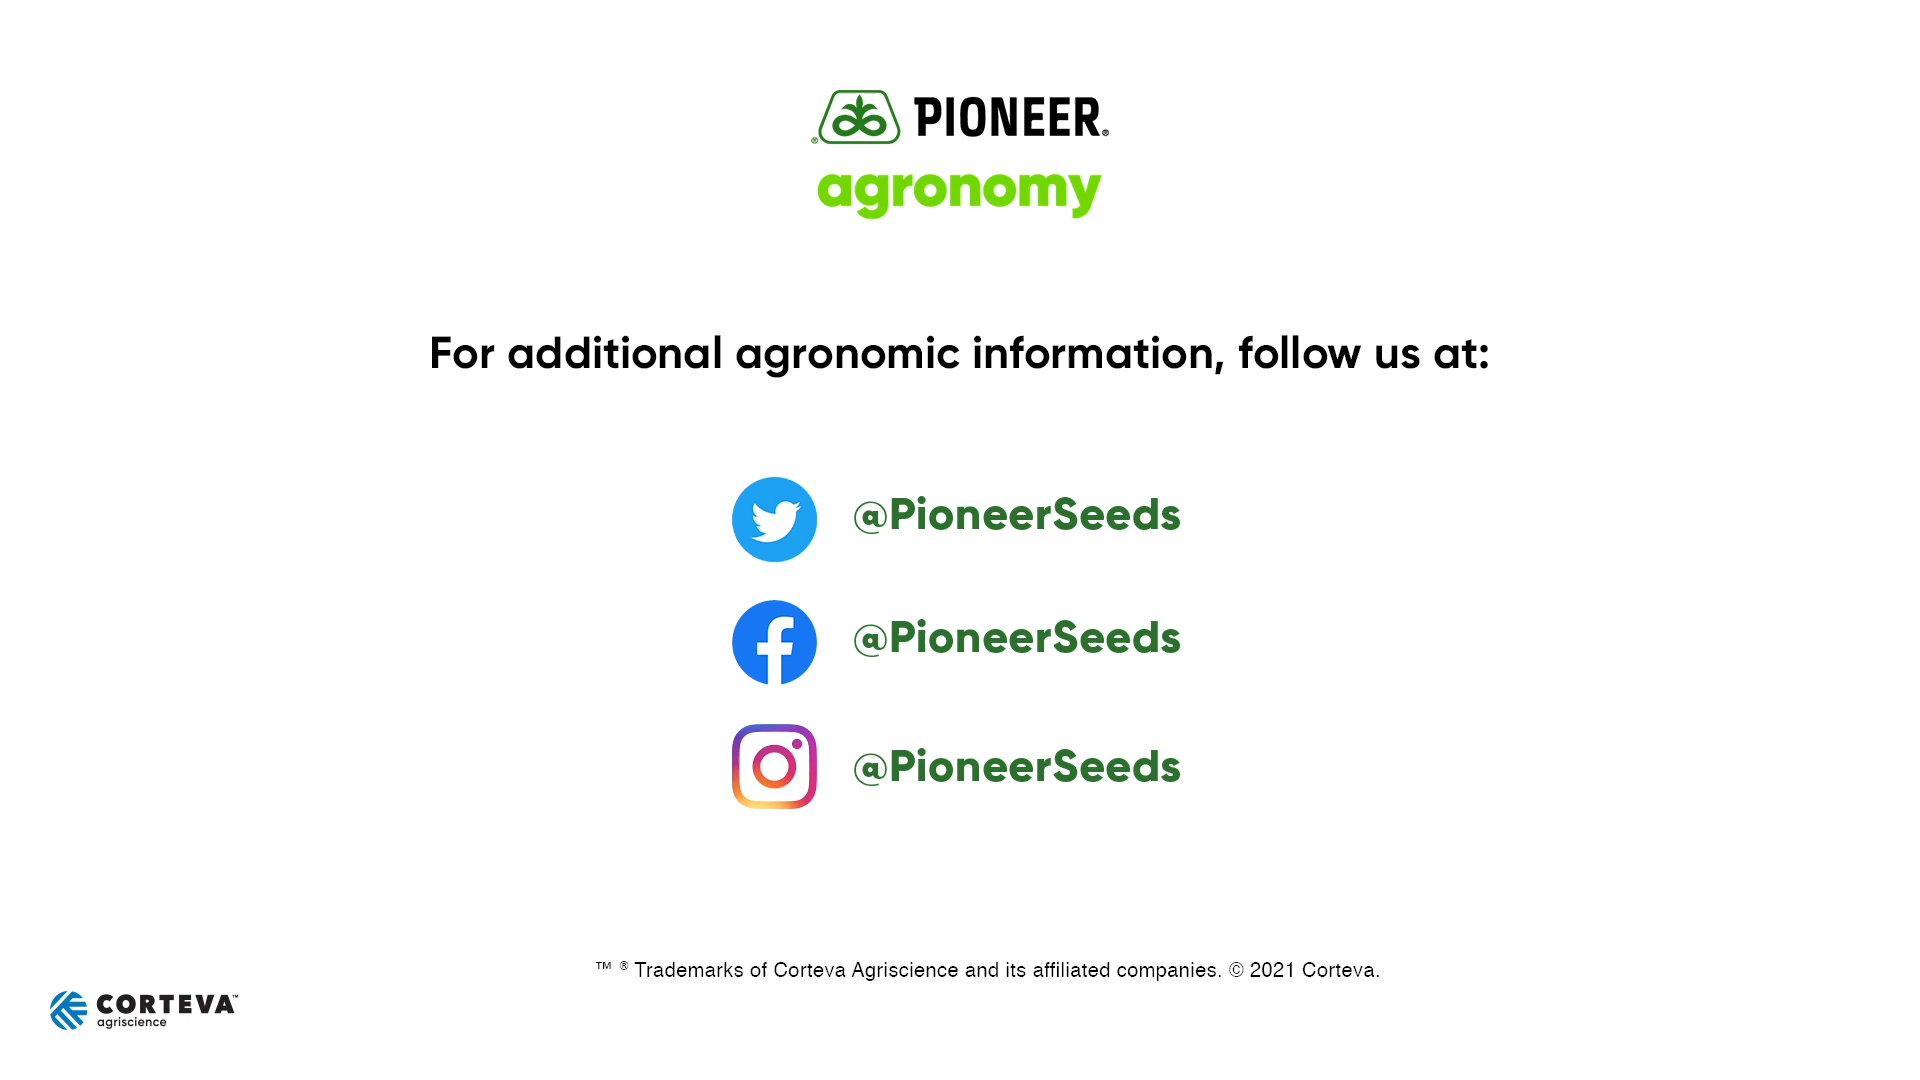 PIONEER®
agronomy
For additional agronomic information, follow us at:
@PioneerSeeds
@PioneerSeeds
@PioneerSeeds
™ ® Trademarks of Corteva Agriscience and its affiliated companies. © 2021 Corteva.
CORTEVA™
agriscience